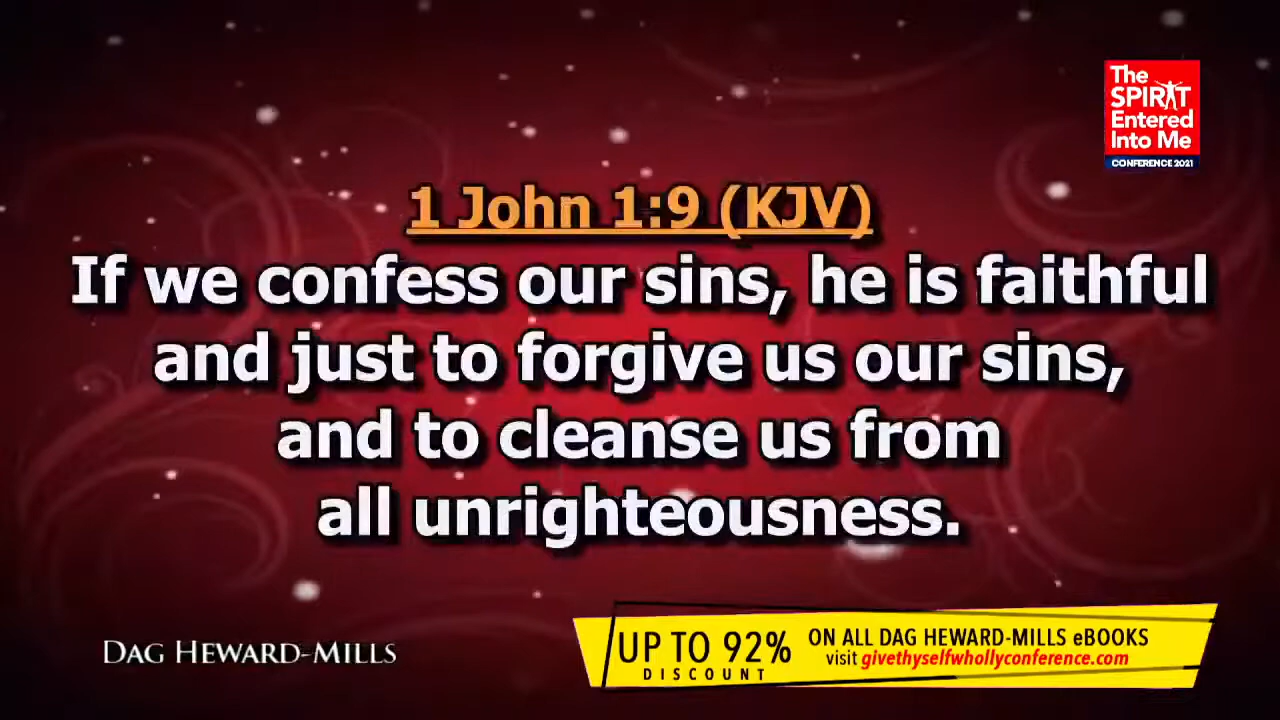 The
SPIRIT
Entered
Into Me
CONFERENCE 2021
1 John 1:9 (KJV)
If we confess our sins, he is faithful
and just to forgive us our sins,
and to cleanse us from
all unrighteousness.
DAG HEWARD-MILLS
UP TO 92%
DISCOUNT
ON ALL DAG HEWARD-MILLS eBOOKS
visit givethyselfwhollyconference.com